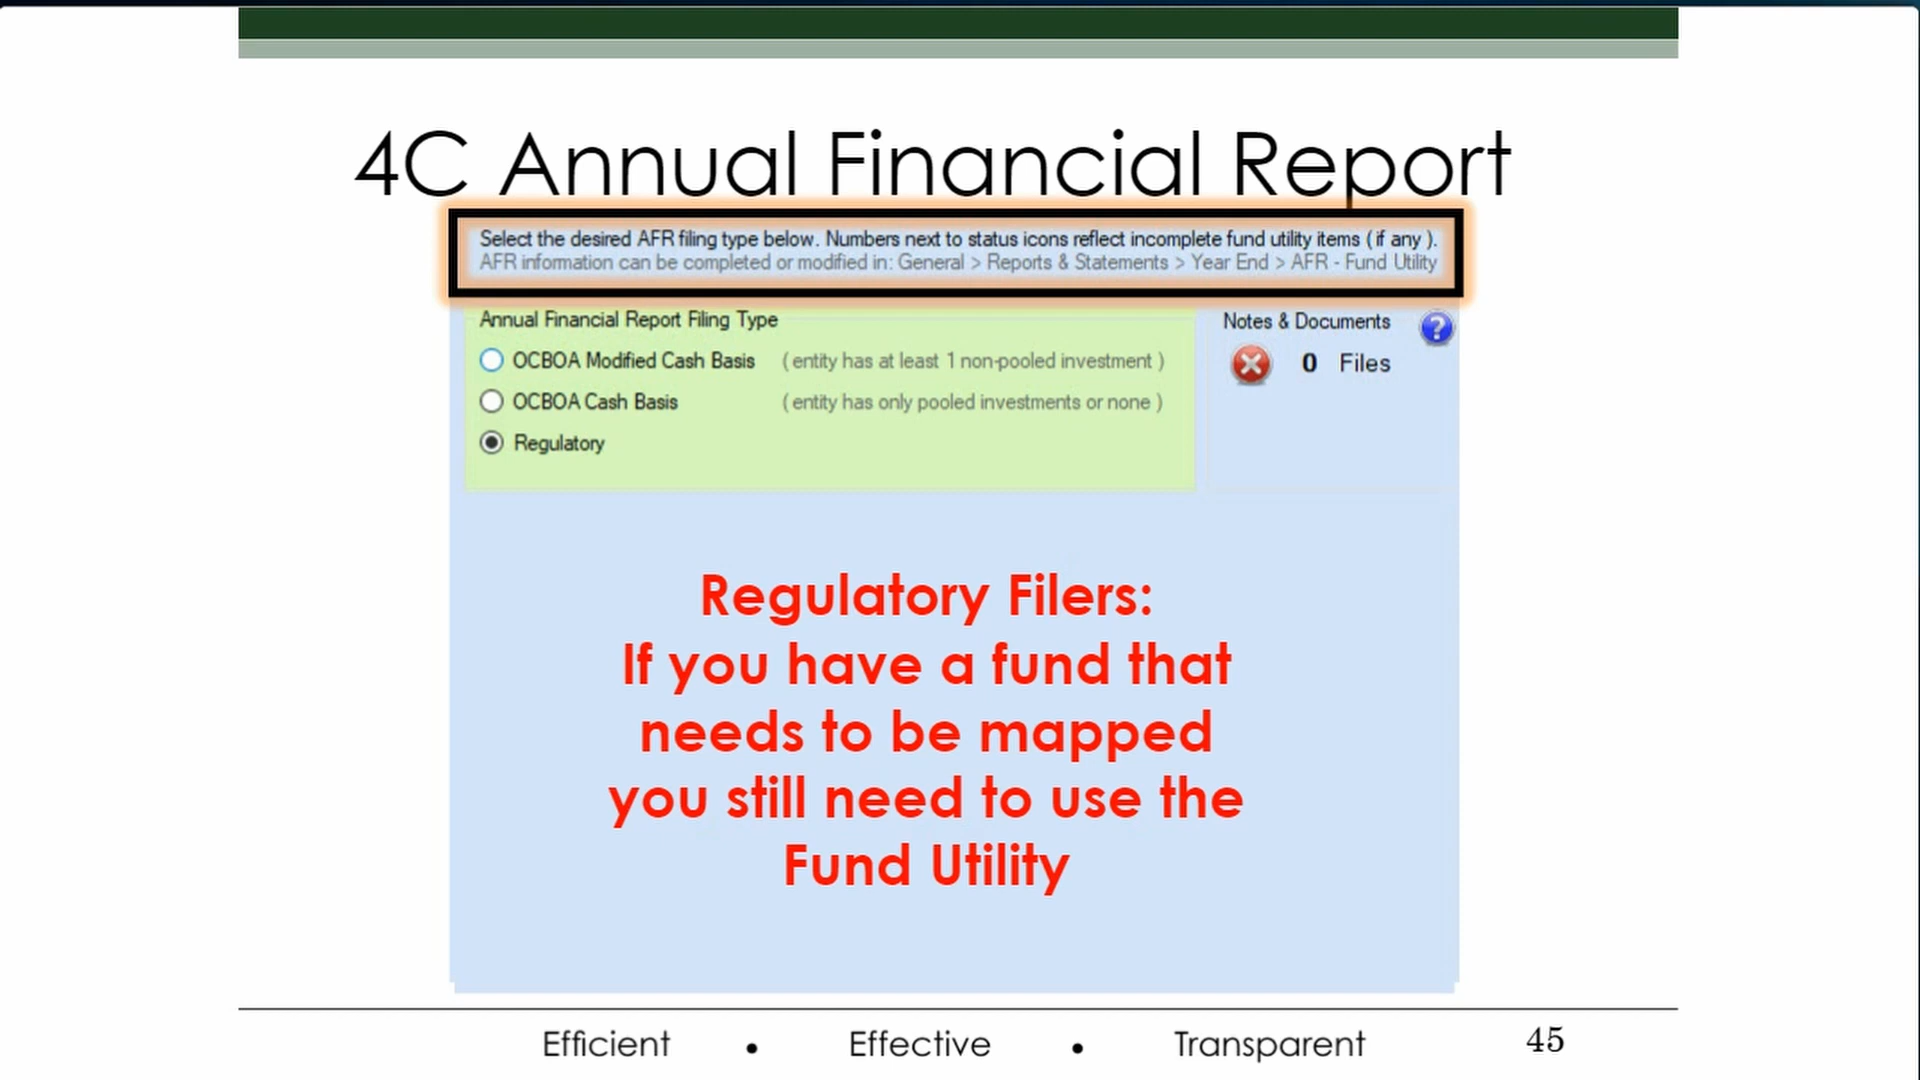 4C Annual Financial Report
Select the desired AFR filing type below. Numbers next to status icons reflect incomplete fund utility items ( if any ).
AFR information can be completed or modified in: General > Reports & Statements > Year End > AFR - Fund Utility
Annual Financial Report Filing Type
OCBOA Modified Cash Basis ( entity has at least 1 non-pooled investment )
OCBOA Cash Basis ( entity has only pooled investments or none )
Regulatory
Notes & Documents ?
0 Files
Regulatory Filers:
If you have a fund that
needs to be mapped
you still need to use the
Fund Utility
Efficient • Effective • Transparent 45